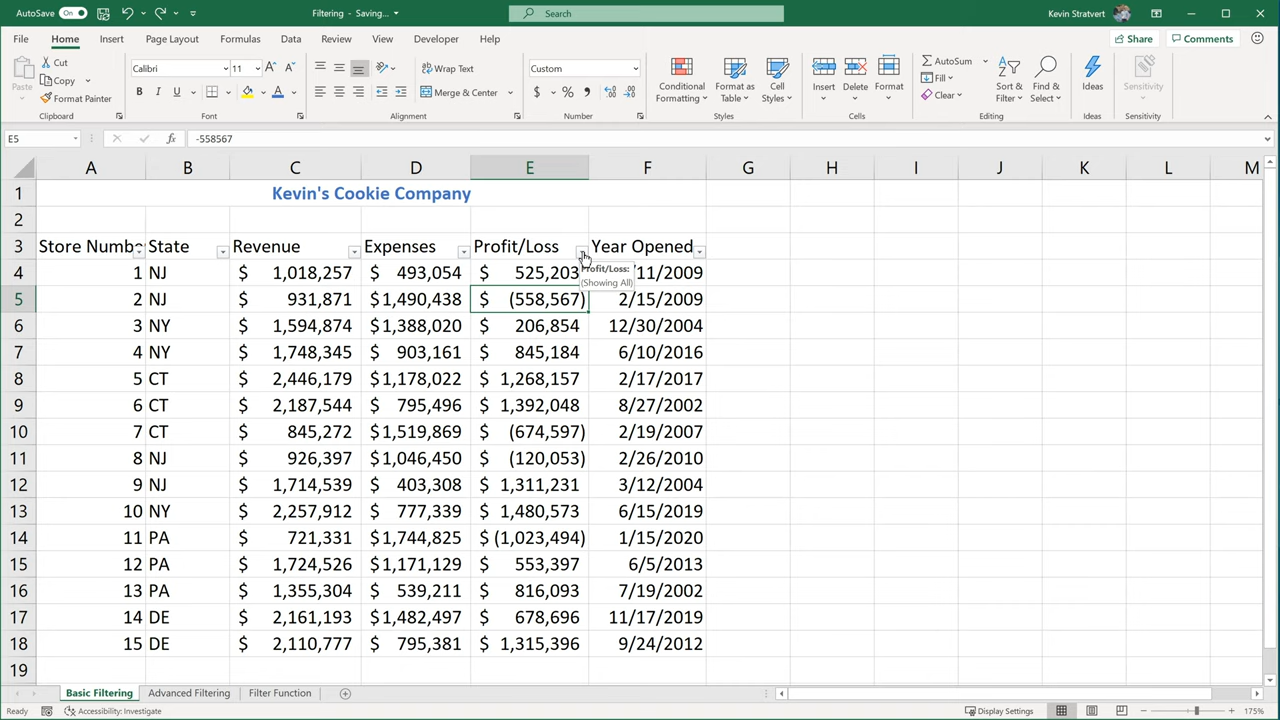 AutoSave On Filtering - Saving... Search Kevin Stratvert
File Home Insert Page Layout Formulas Data Review View Developer Help Share Comments
Paste Cut Copy Format Painter Clipboard
Calibri 11 B I U A Font
Wrap Text Merge & Center Alignment
Custom $ % , Number
Conditional Formatting Format as Table Cell Styles Styles
Insert Delete Format Cells
AutoSum Fill Clear Sort & Filter Find & Select Editing
Ideas Ideas
Sensitivity Sensitivity
E5 fx -558567
A B C D E F G H I J K L M
1 Kevin's Cookie Company
2
3 Store Numbe State Revenue Expenses Profit/Loss Year Opened
4 1 NJ $ 1,018,257 $ 493,054 $ 525,203 /11/2009
Profit/Loss:
(Showing All)
5 2 NJ $ 931,871 $1,490,438 $ (558,567) 2/15/2009
6 3 NY $ 1,594,874 $1,388,020 $ 206,854 12/30/2004
7 4 NY $ 1,748,345 $ 903,161 $ 845,184 6/10/2016
8 5 CT $ 2,446,179 $1,178,022 $ 1,268,157 2/17/2017
9 6 CT $ 2,187,544 $ 795,496 $ 1,392,048 8/27/2002
10 7 CT $ 845,272 $1,519,869 $ (674,597) 2/19/2007
11 8 NJ $ 926,397 $1,046,450 $ (120,053) 2/26/2010
12 9 NJ $ 1,714,539 $ 403,308 $ 1,311,231 3/12/2004
13 10 NY $ 2,257,912 $ 777,339 $ 1,480,573 6/15/2019
14 11 PA $ 721,331 $1,744,825 $ (1,023,494) 1/15/2020
15 12 PA $ 1,724,526 $1,171,129 $ 553,397 6/5/2013
16 13 PA $ 1,355,304 $ 539,211 $ 816,093 7/19/2002
17 14 DE $ 2,161,193 $1,482,497 $ 678,696 11/17/2019
18 15 DE $ 2,110,777 $ 795,381 $ 1,315,396 9/24/2012
19
Basic Filtering Advanced Filtering Filter Function
Ready Accessibility: Investigate Display Settings 175%